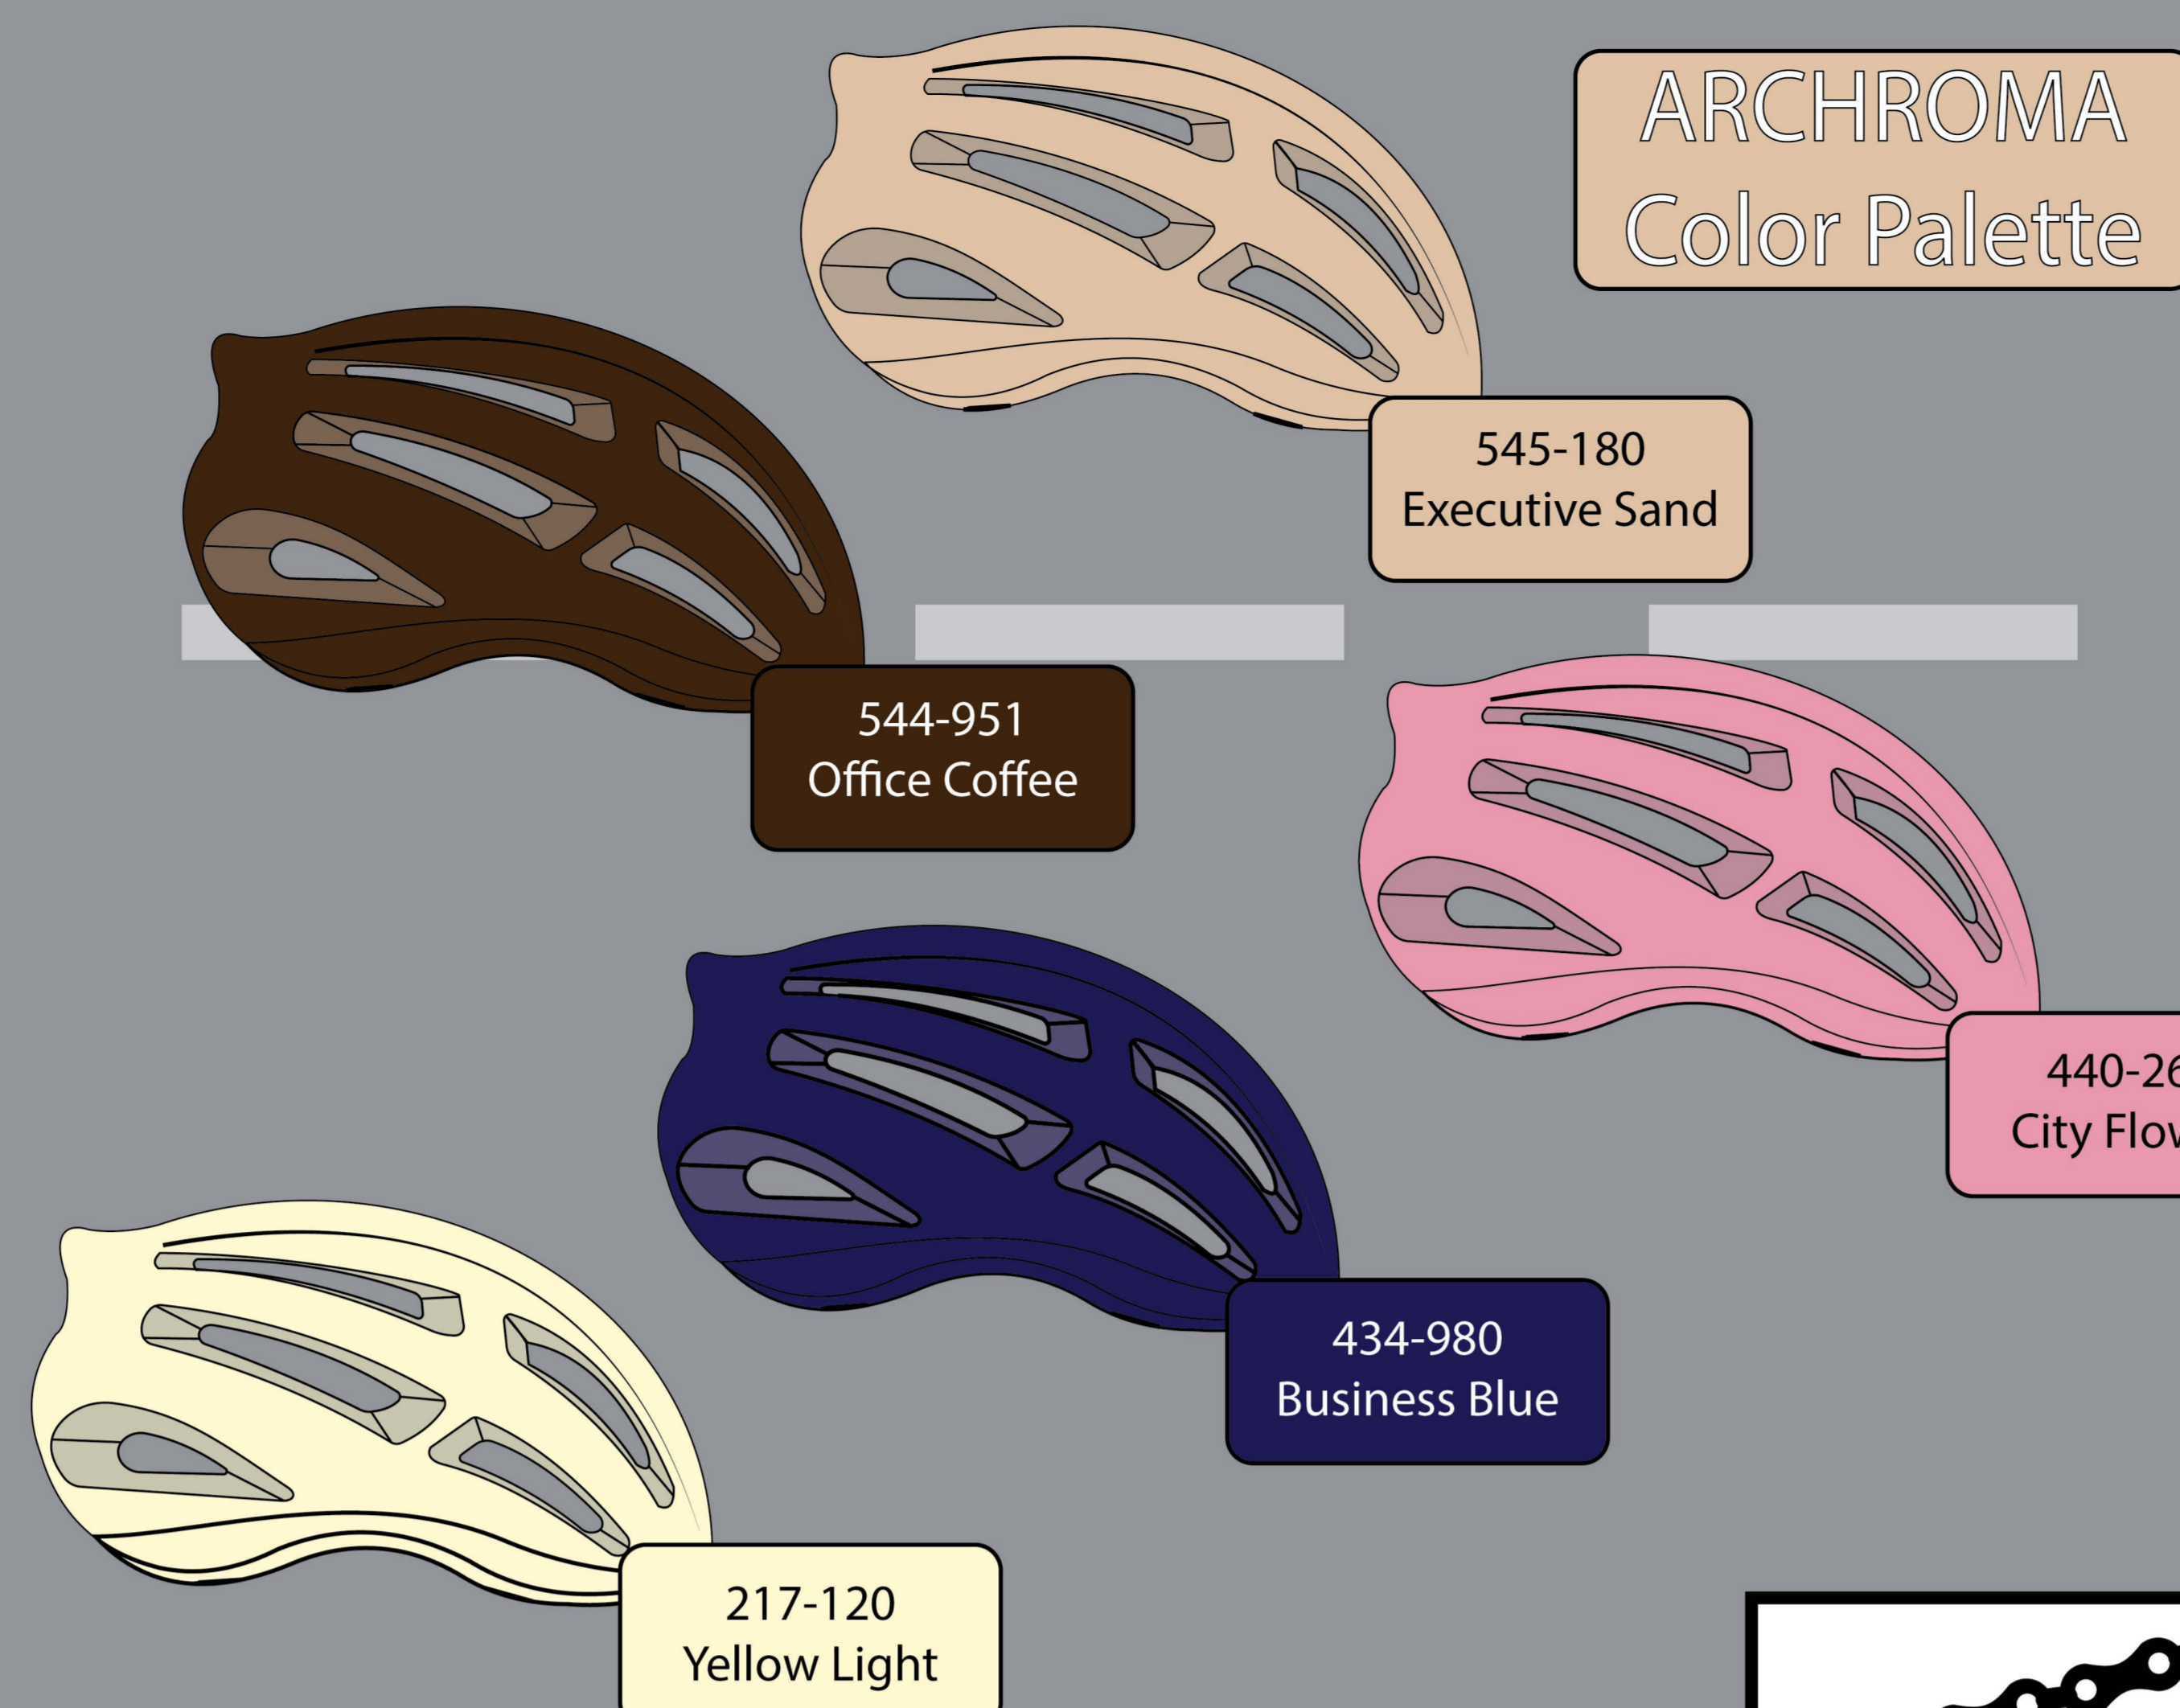 ARCHROMA
Color Palette
545-180
Executive Sand
544-951
Office Coffee
440-26
City
434-980
Business Blue
217-120
Yellow Light